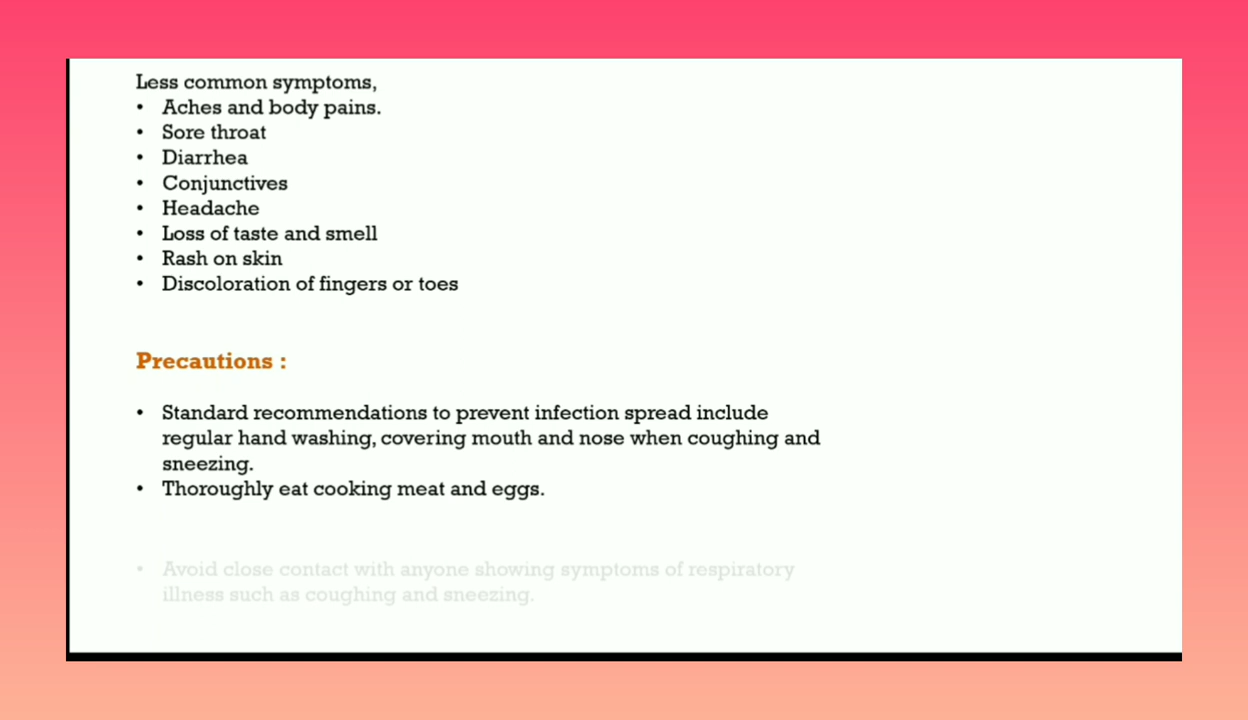 Less common symptoms,
• Aches and body pains.
• Sore throat
• Diarrhea
• Conjunctives
• Headache
• Loss of taste and smell
• Rash on skin
• Discoloration of fingers or toes
Precautions :
• Standard recommendations to prevent infection spread include
regular hand washing, covering mouth and nose when coughing and
sneezing.
• Thoroughly eat cooking meat and eggs.
• Avoid close contact with anyone showing symptoms of respiratory
illness such as coughing and sneezing.